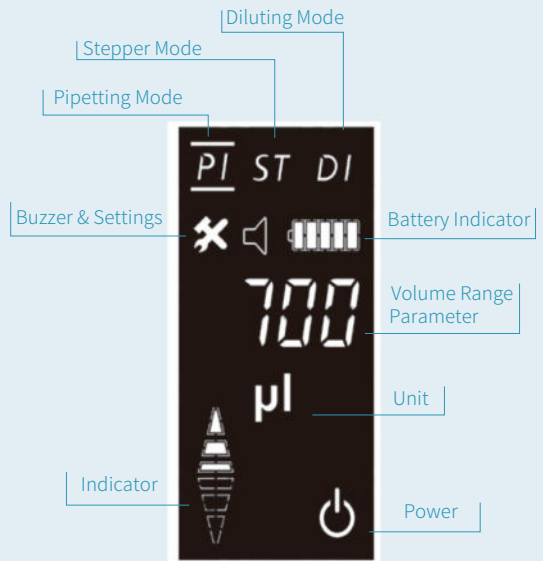 Diluting Mode
Stepper Mode
Pipetting Mode
PI ST DI
Buzzer & Settings
Battery Indicator
700
Volume Range
Parameter
µl
Unit
Indicator
Power